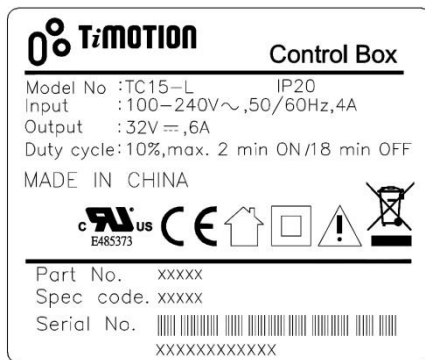 TiMOTION
Control Box
Model No :TC15-L IP20
Input :100-240V~,50/60Hz,4A
Output :32V⎓,6A
Duty cycle:10%,max. 2 min ON/18 min OFF
MADE IN CHINA
c RU US CE
E485373
Part No. xxxxx
Spec code. xxxxx
Serial No.
XXXXXXXXXXXX